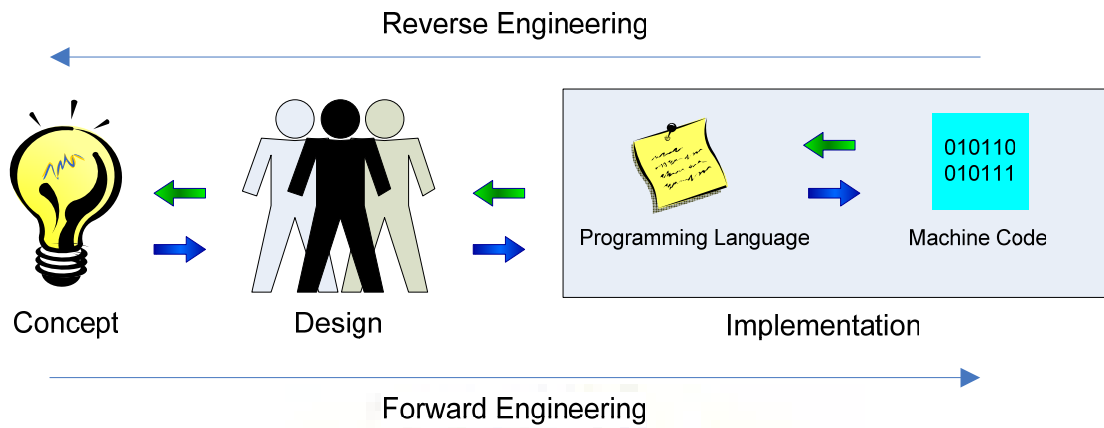 Reverse Engineering
010110
010111
Programming Language
Machine Code
Concept
Design
Implementation
Forward Engineering